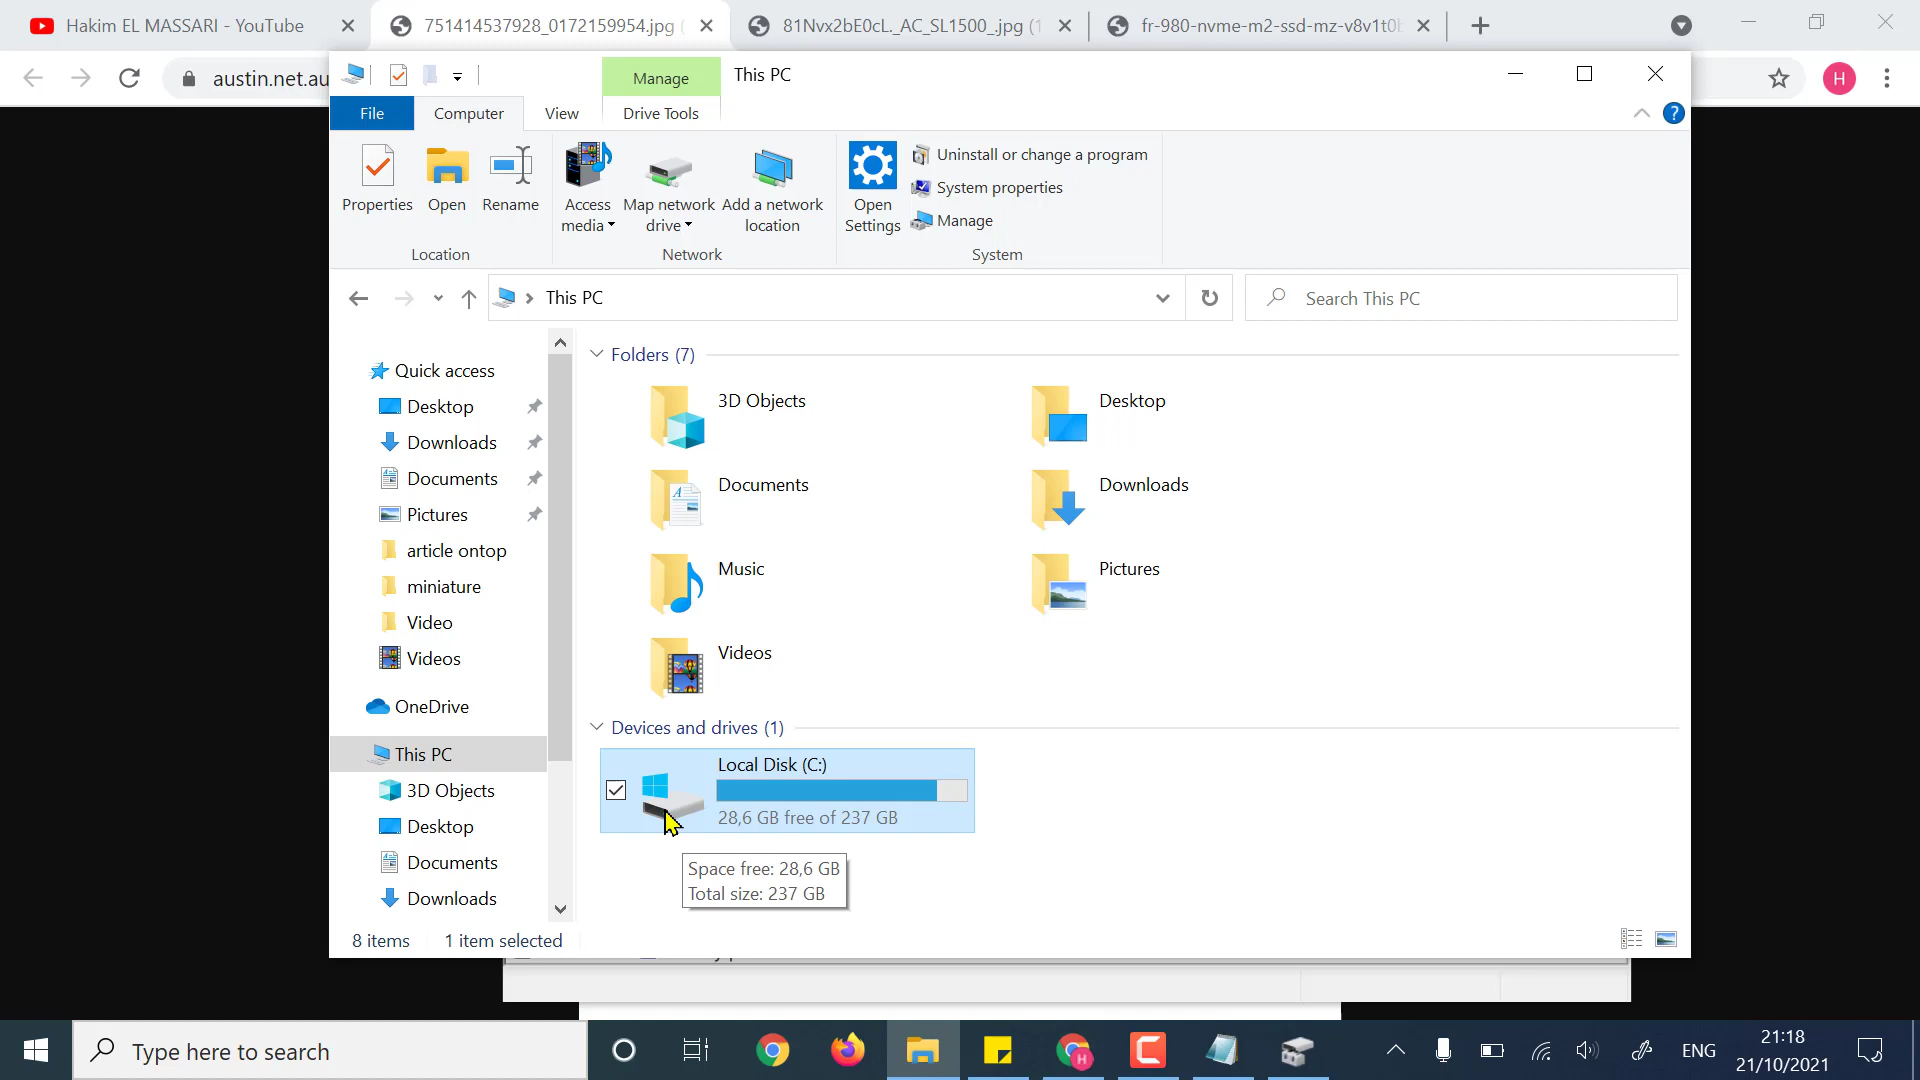 Hakim EL MASSARI - YouTube
751414537928_0172159954.jpg (
81Nvx2bE0cL._AC_SL1500_.jpg (1
fr-980-nvme-m2-ssd-mz-v8v1t0b
austin.net.au
H
Manage
This PC
File
Computer
View
Drive Tools
Properties
Open
Rename
Access media
Map network drive
Add a network location
Open Settings
Uninstall or change a program
System properties
Manage
Location
Network
System
This PC
Search This PC
Quick access
Desktop
Downloads
Documents
Pictures
article ontop
miniature
Video
Videos
OneDrive
This PC
3D Objects
Desktop
Documents
Downloads
Folders (7)
3D Objects
Desktop
Documents
Downloads
Music
Pictures
Videos
Devices and drives (1)
Local Disk (C:)
28,6 GB free of 237 GB
Space free: 28,6 GB
Total size: 237 GB
8 items
1 item selected
Type here to search
ENG
21:18
21/10/2021